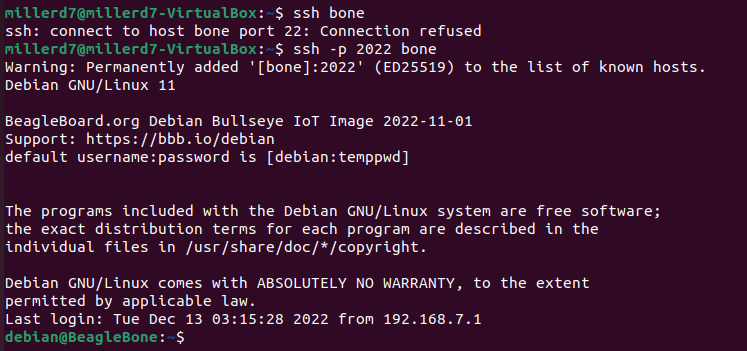 millerd7@millerd7-VirtualBox:~$ ssh bone
ssh: connect to host bone port 22: Connection refused
millerd7@millerd7-VirtualBox:~$ ssh -p 2022 bone
Warning: Permanently added '[bone]:2022' (ED25519) to the list of known hosts.
Debian GNU/Linux 11

BeagleBoard.org Debian Bullseye IoT Image 2022-11-01
Support: https://bbb.io/debian
default username:password is [debian:temppwd]


The programs included with the Debian GNU/Linux system are free software;
the exact distribution terms for each program are described in the
individual files in /usr/share/doc/*/copyright.

Debian GNU/Linux comes with ABSOLUTELY NO WARRANTY, to the extent
permitted by applicable law.
Last login: Tue Dec 13 03:15:28 2022 from 192.168.7.1
debian@BeagleBone:~$